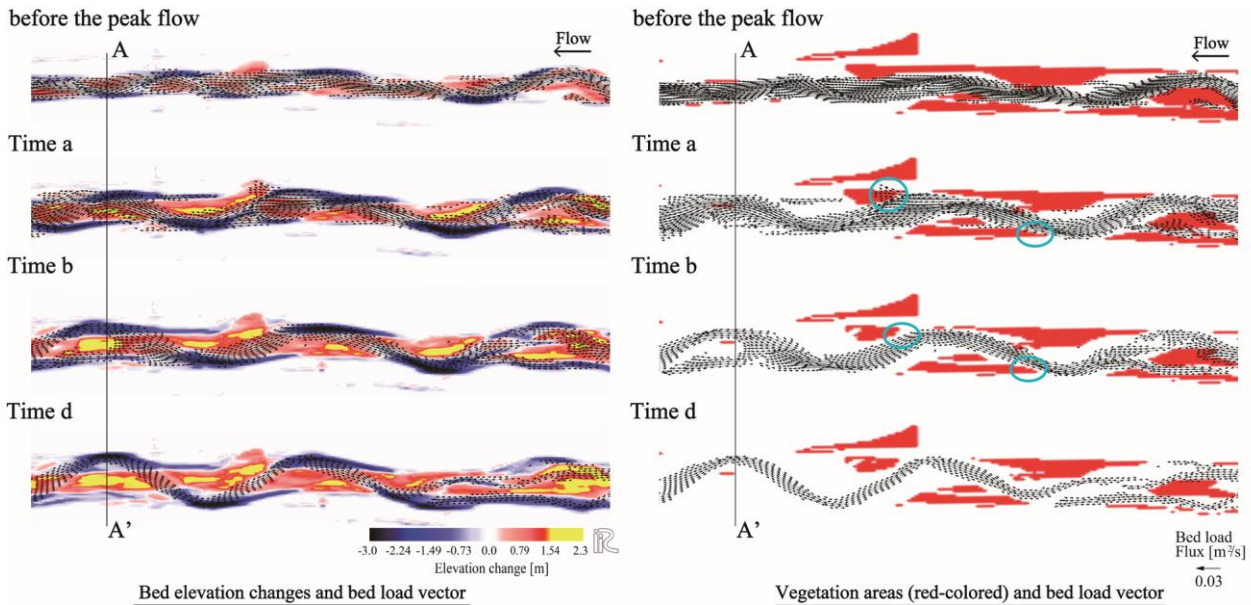 before the peak flow
A
Flow
Time a
Time b
Time d
A'
-3.0 -2.24 -1.49 -0.73 0.0 0.79 1.54 2.3
Elevation change [m]
iRIC
Bed elevation changes and bed load vector
before the peak flow
A
Flow
Time a
Time b
Time d
A'
Bed load
Flux [m²/s]
0.03
Vegetation areas (red-colored) and bed load vector